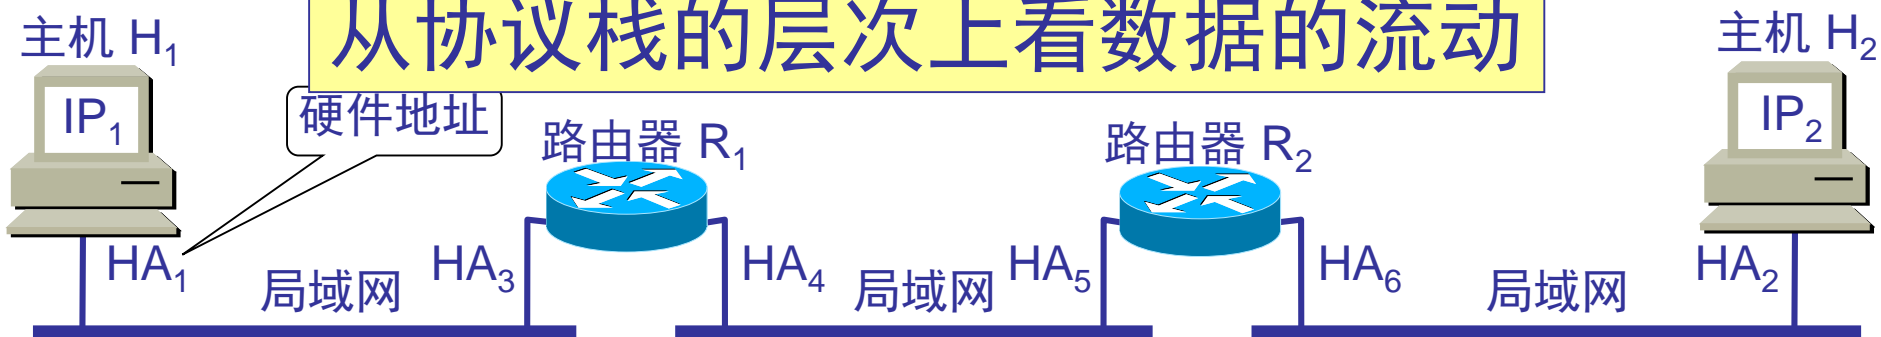 从协议栈的层次上看数据的流动
主机 H₁
主机 H₂
IP₁
硬件地址
路由器 R₁
路由器 R₂
IP₂
HA₁
局域网
HA₃
HA₄
局域网
HA₅
HA₆
局域网
HA₂